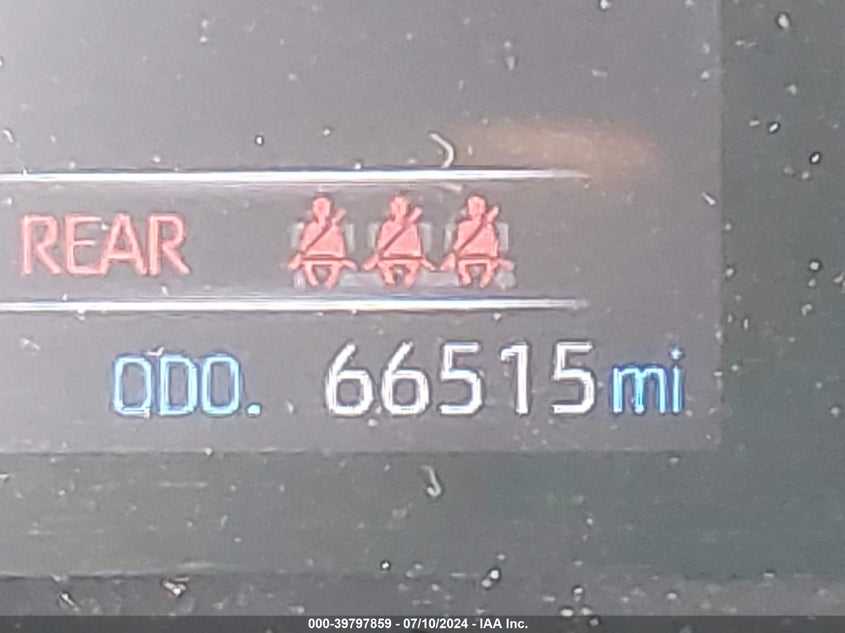 REAR
ODO. 66515 mi
000-39797859 - 07/10/2024 - IAA Inc.